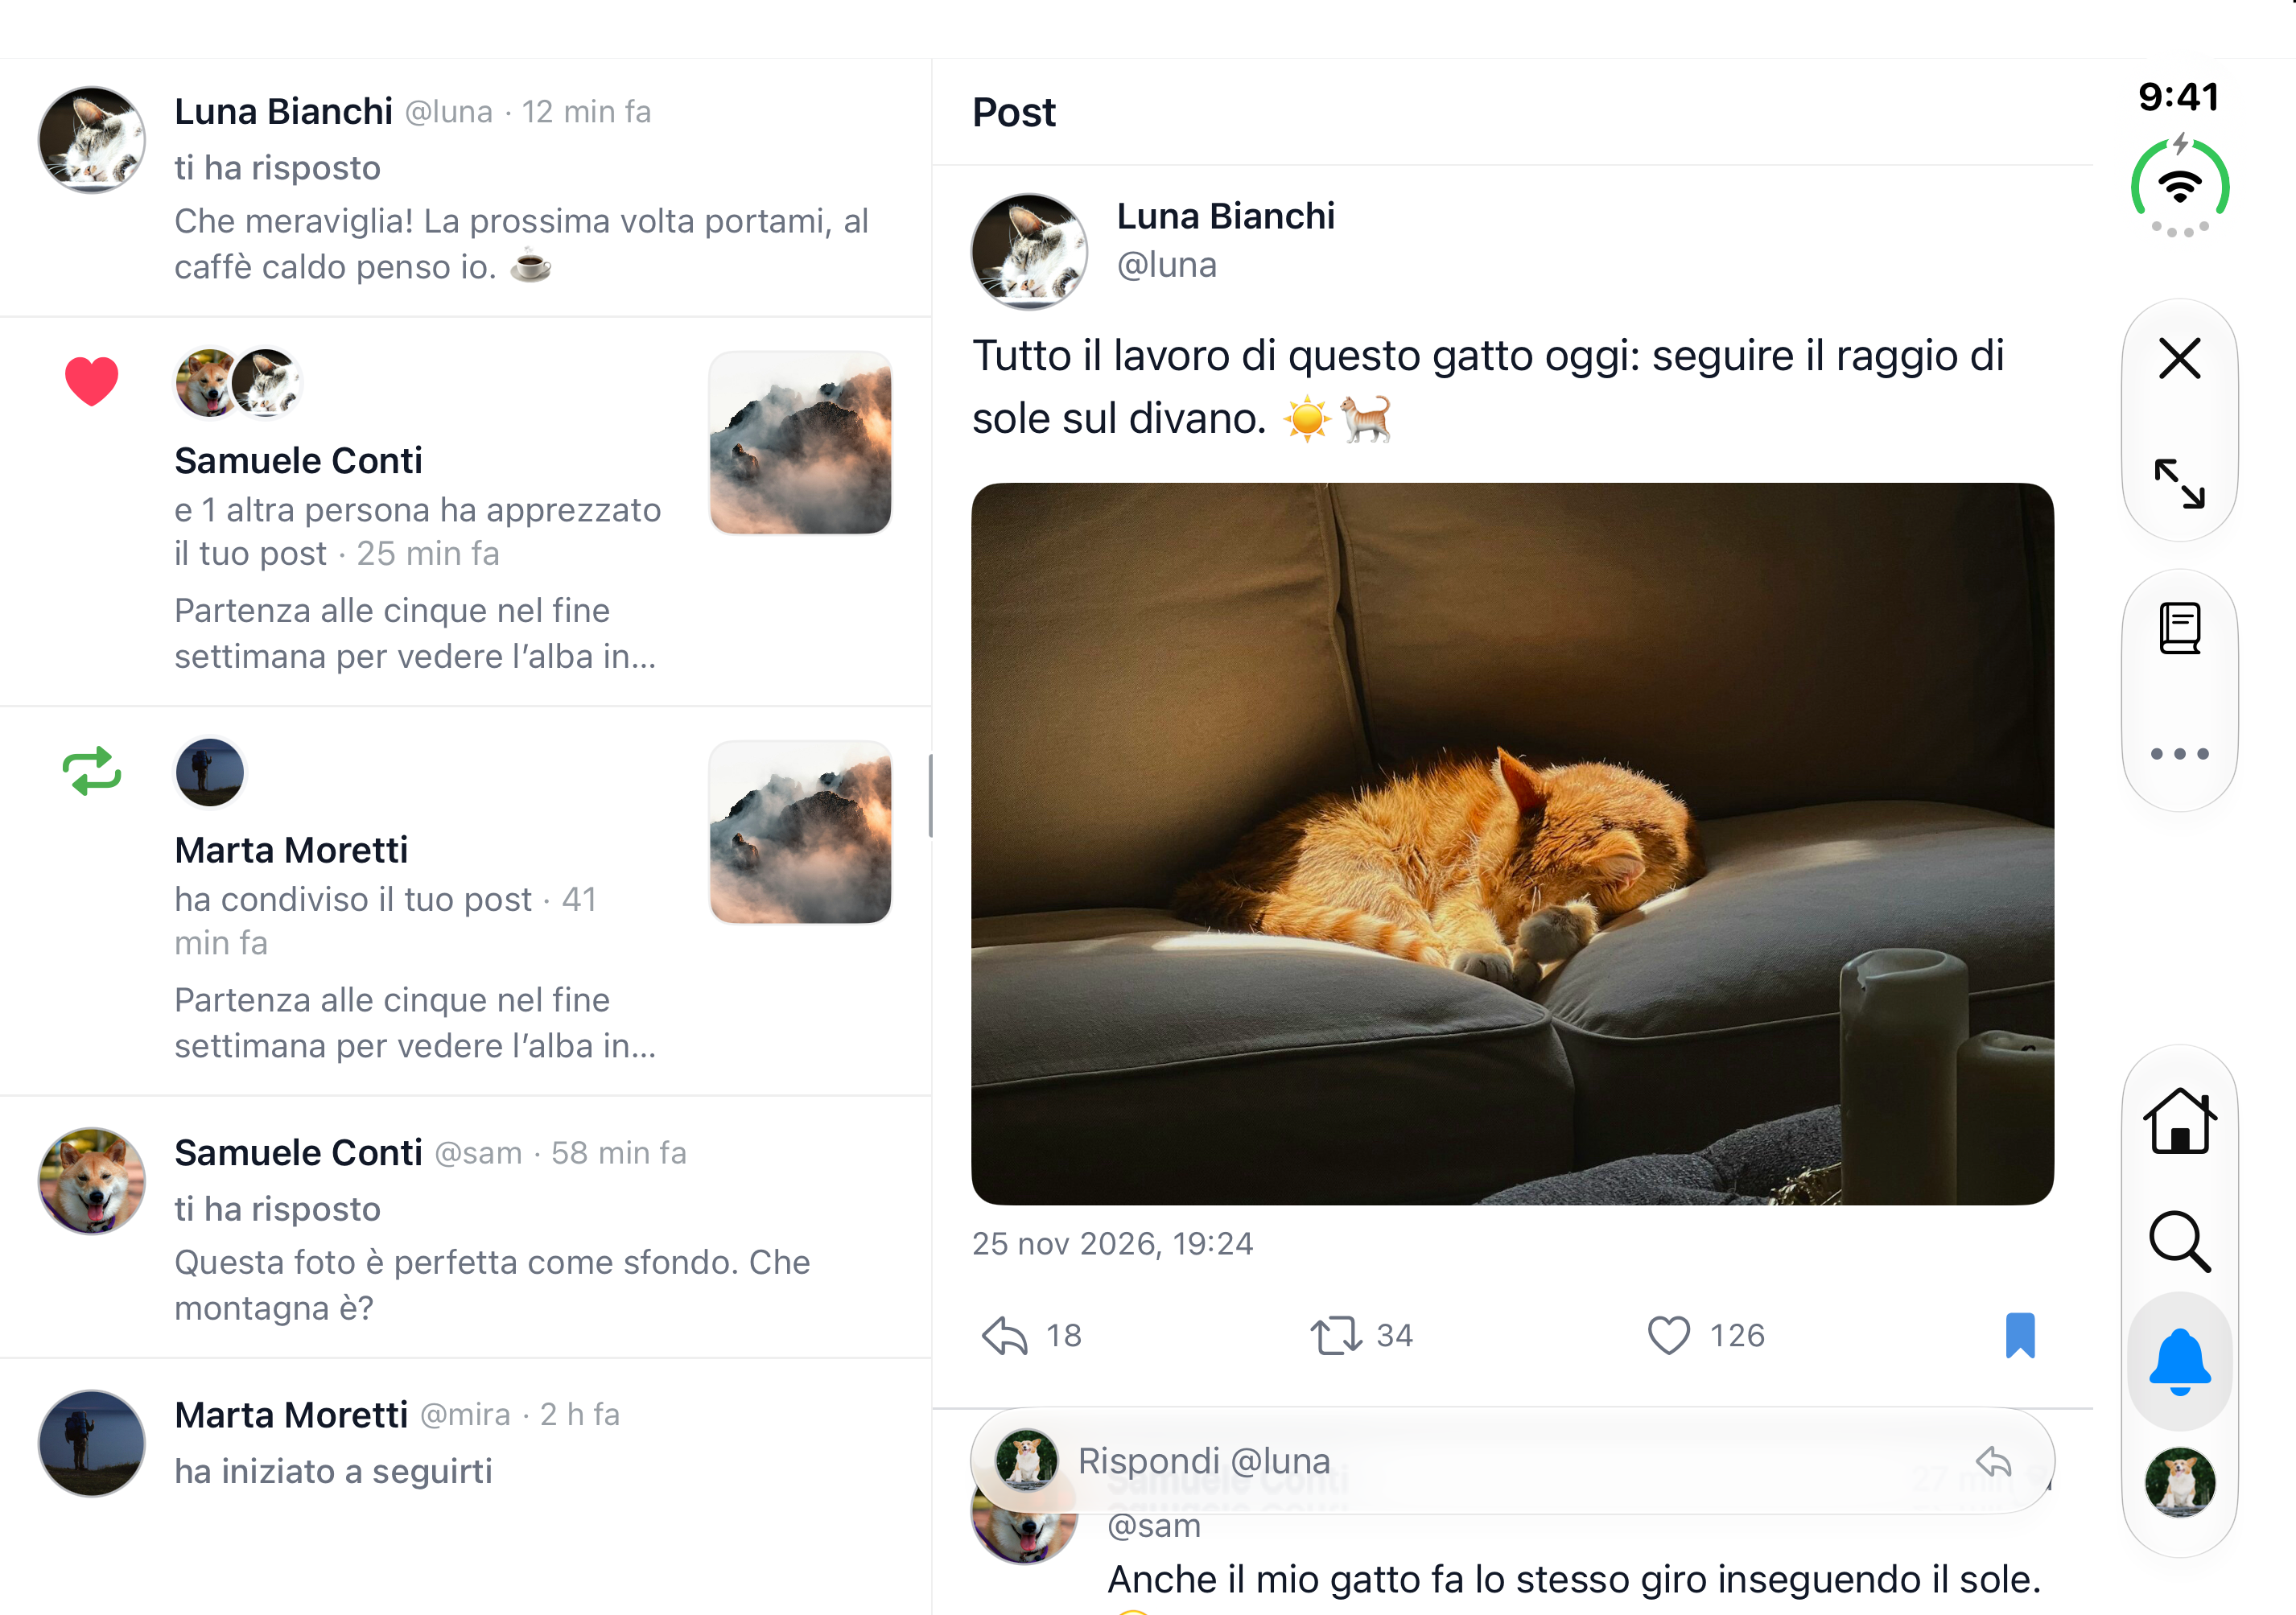 Luna Bianchi @luna · 12 min fa
ti ha risposto
Che meraviglia! La prossima volta portami, al
caffè caldo penso io. ☕
Samuele Conti
e 1 altra persona ha apprezzato
il tuo post · 25 min fa
Partenza alle cinque nel fine
settimana per vedere l’alba in...
Marta Moretti
ha condiviso il tuo post · 41
min fa
Partenza alle cinque nel fine
settimana per vedere l’alba in...
Samuele Conti @sam · 58 min fa
ti ha risposto
Questa foto è perfetta come sfondo. Che
montagna è?
Marta Moretti @mira · 2 h fa
ha iniziato a seguirti
Post
Luna Bianchi
@luna
Tutto il lavoro di questo gatto oggi: seguire il raggio di
sole sul divano. ☀️🐈
25 nov 2026, 19:24
18 34 126
Rispondi @luna
Samuele Conti
@sam
Anche il mio gatto fa lo stesso giro inseguendo il sole.
9:41